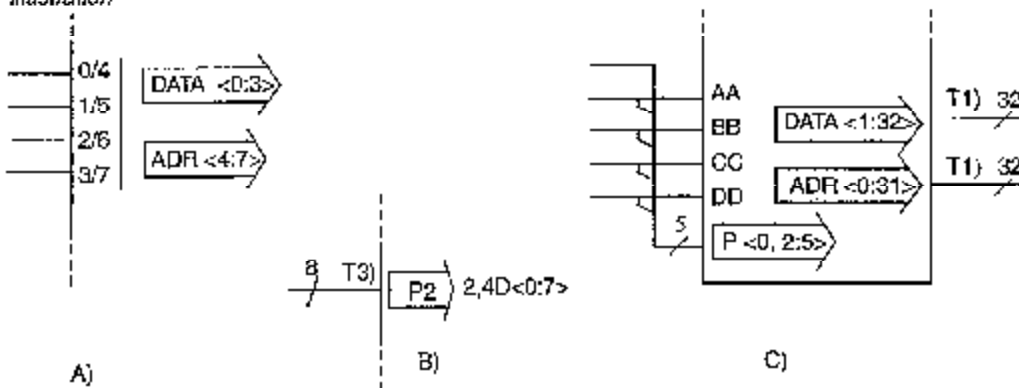 0/4
1/5
2/6
3/7
DATA <0:3>
ADR <4:7>
A)
8
T3)
P2
2,4D<0:7>
B)
AA
BB
CC
DD
5
P <0, 2:5>
DATA <1:32>
ADR <0:31>
T1) 32
T1) 32
C)